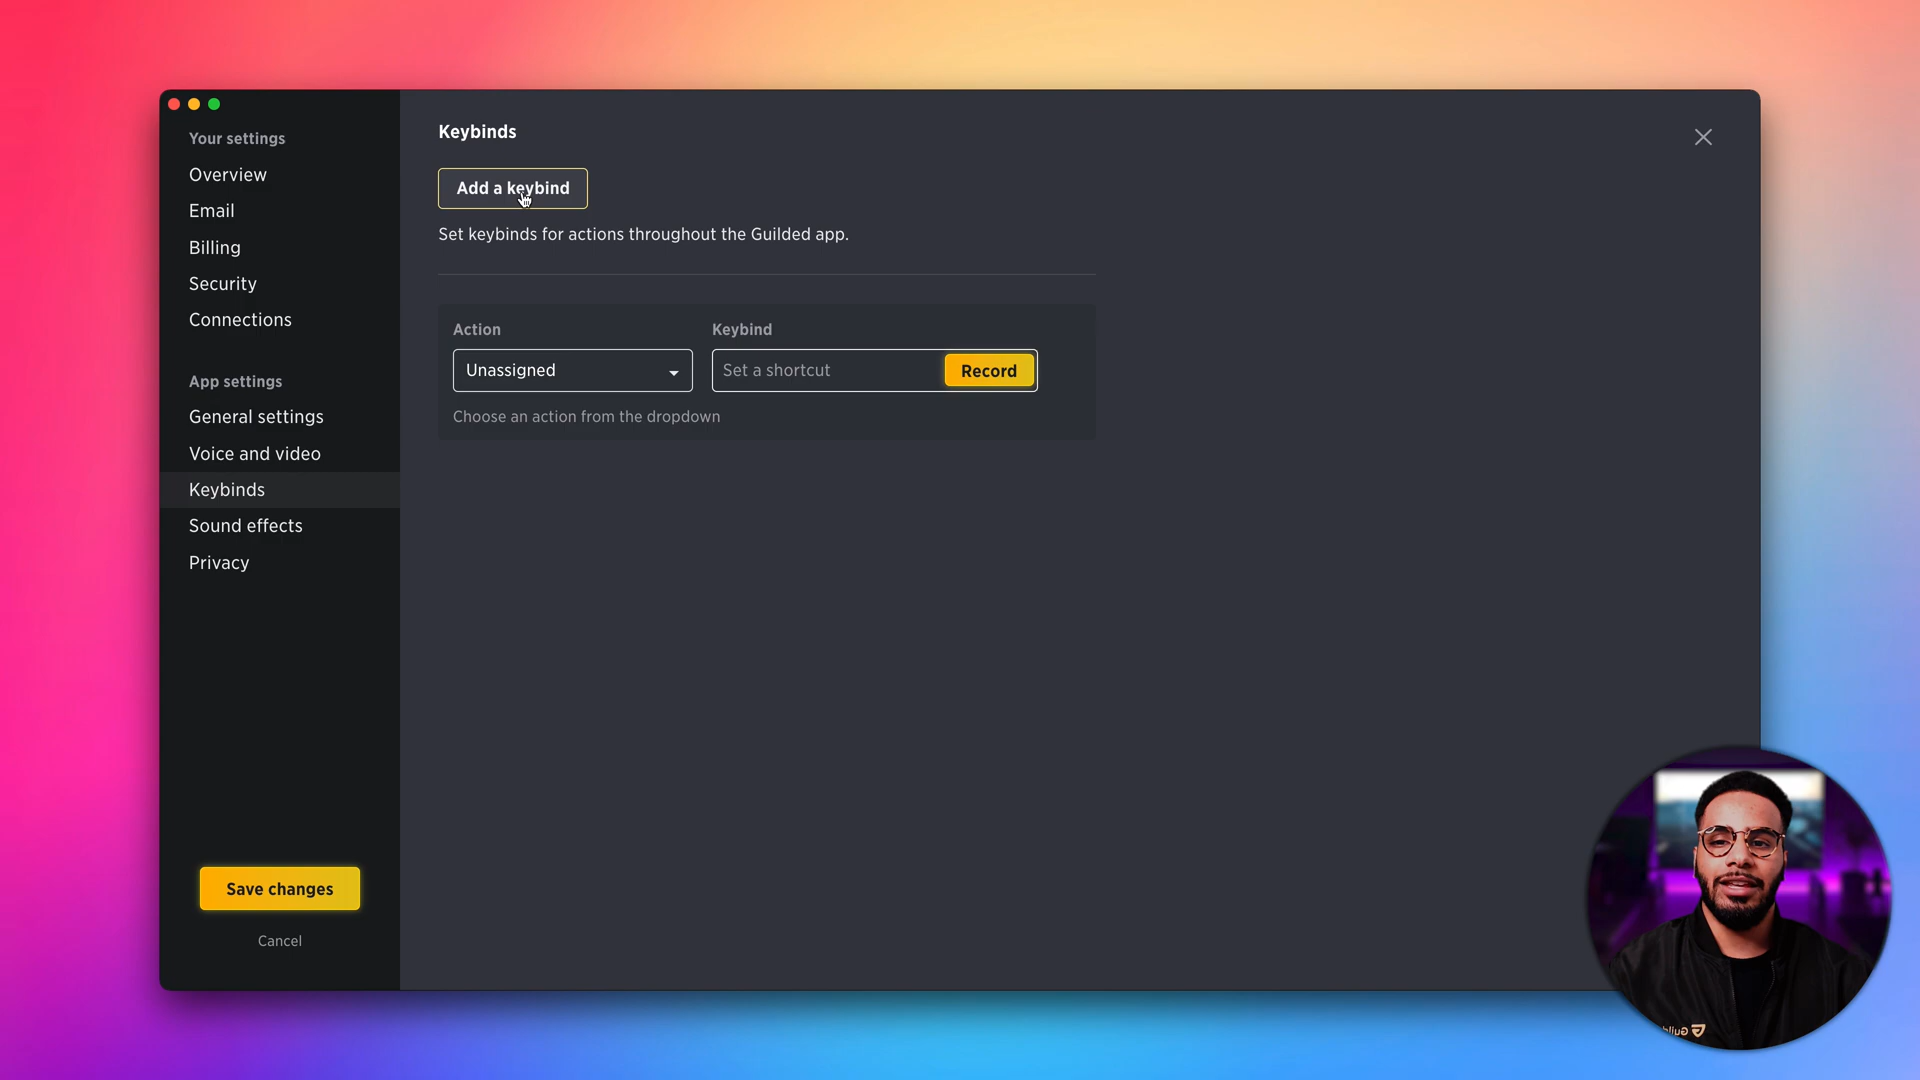 Your settings
Overview
Email
Billing
Security
Connections
App settings
General settings
Voice and video
Keybinds
Sound effects
Privacy
Save changes
Cancel
Keybinds
Add a keybind
Set keybinds for actions throughout the Guilded app.
Action
Keybind
Unassigned
Set a shortcut
Record
Choose an action from the dropdown